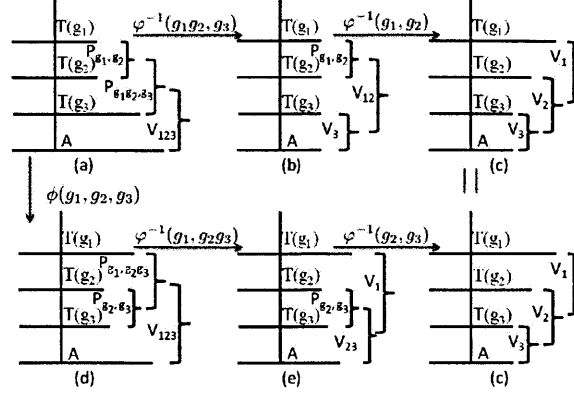 T(g₁) φ⁻¹(g₁g₂, g₃) T(g₁) φ⁻¹(g₁, g₂) T(g₁)
P_{g₁,g₂} P_{g₁,g₂} V₁
T(g₂) T(g₂) T(g₂)
P_{g₁g₂,g₃} V₁₂ V₂
T(g₃) T(g₃) T(g₃)
V₁₂₃ V₃ V₃
A A A
(a) (b) (c)
ϕ(g₁, g₂, g₃) ||
T(g₁) φ⁻¹(g₁, g₂g₃) T(g₁) φ⁻¹(g₂, g₃) T(g₁)
P_{g₁,g₂g₃} V₁ V₁
T(g₂) T(g₂) T(g₂)
P_{g₂,g₃} P_{g₂,g₃} V₂
T(g₃) T(g₃) T(g₃)
V₁₂₃ V₂₃ V₃
A A A
(d) (e) (c)